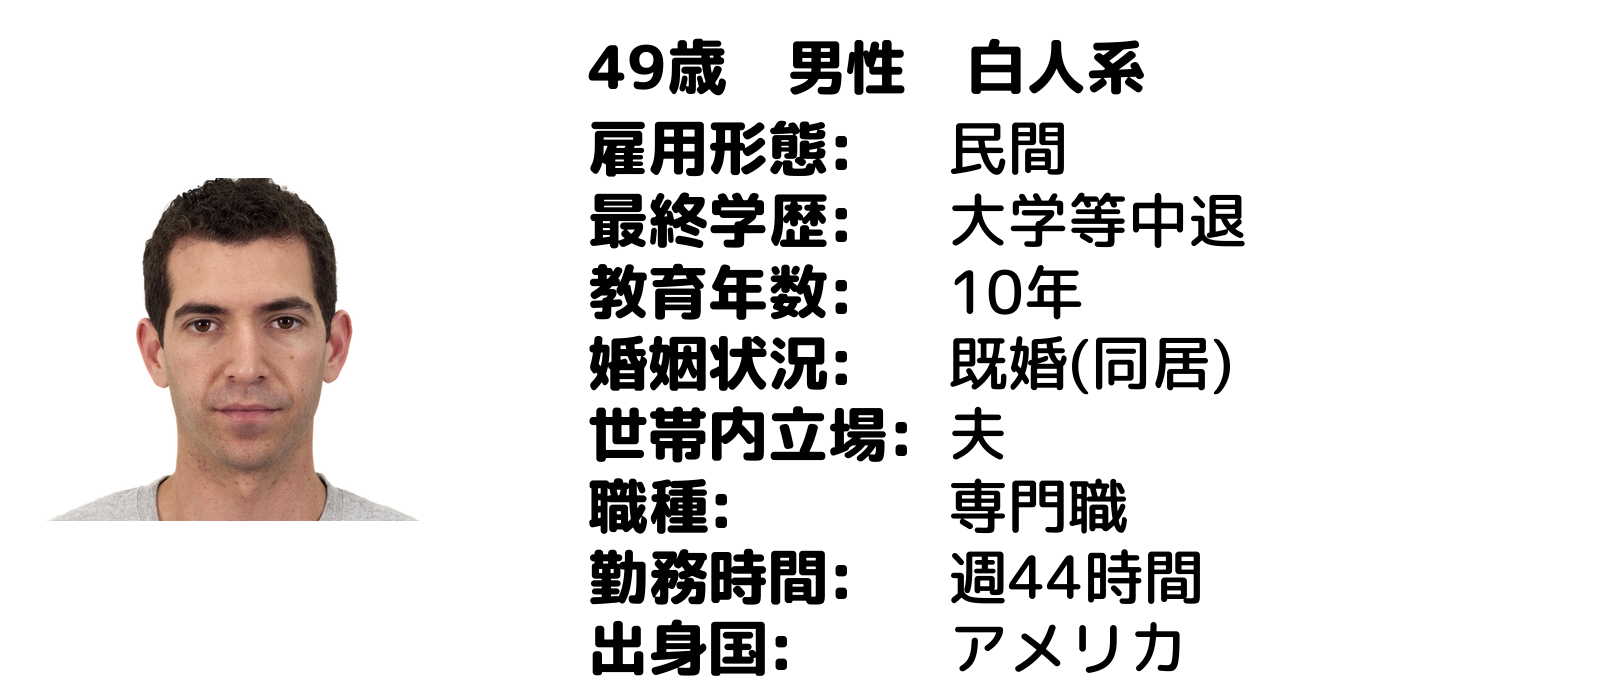 49歳　男性　白人系
雇用形態:　民間
最終学歴:　大学等中退
教育年数:　10年
婚姻状況:　既婚(同居)
世帯内立場:　夫
職種:　専門職
勤務時間:　週44時間
出身国:　アメリカ